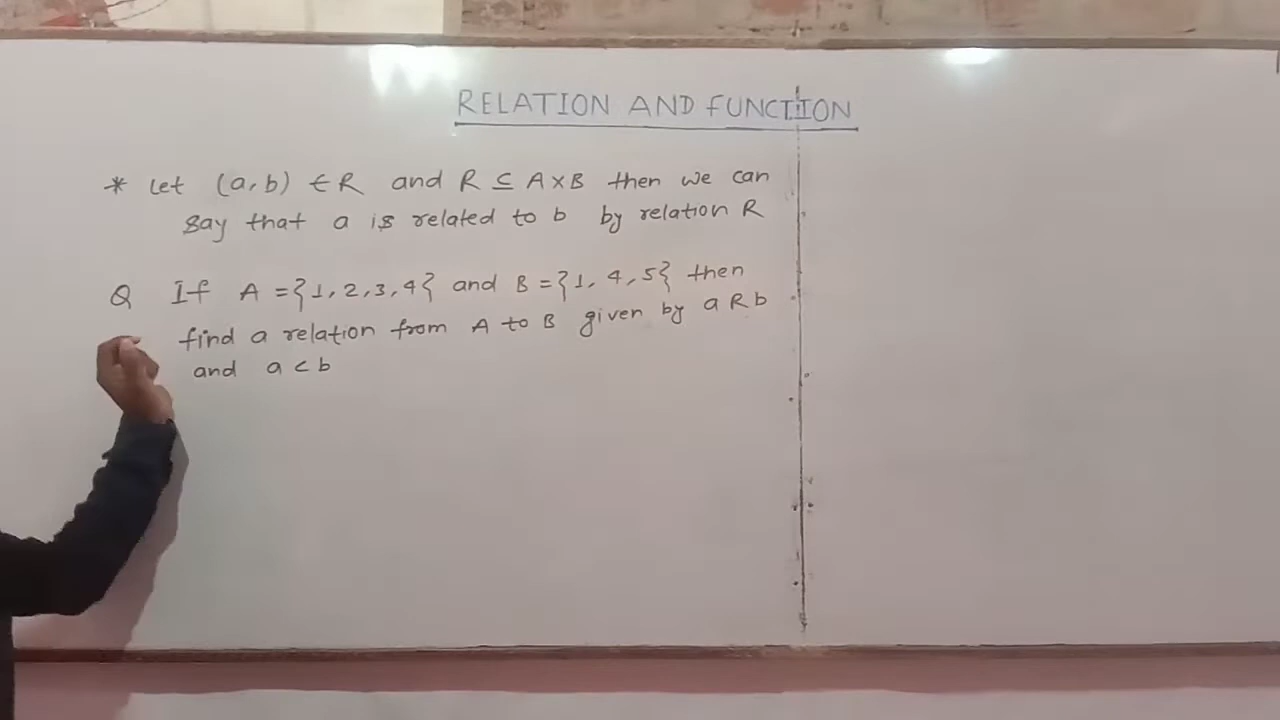 RELATION AND FUNCTION
* Let (a,b) ∈ R and R ⊆ A×B then we can
say that a is related to b by relation R
Q If A = {1, 2, 3, 4} and B = {1, 4, 5} then
find a relation from A to B given by a R b
and a < b